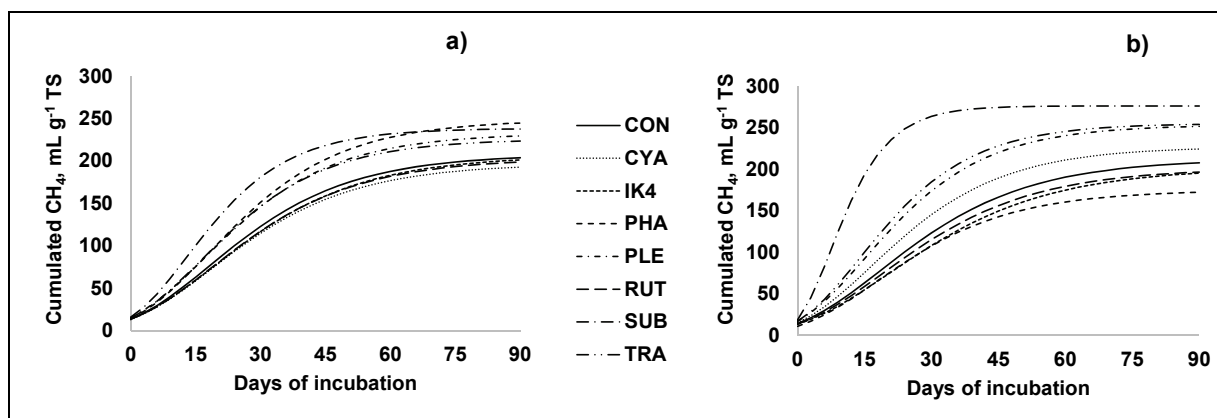 a)
Cumulated CH₄, mL g⁻¹ TS
300
250
200
150
100
50
0
0 15 30 45 60 75 90
Days of incubation
CON
CYA
IK4
PHA
PLE
RUT
SUB
TRA
b)
Cumulated CH₄, mL g⁻¹ TS
300
250
200
150
100
50
0
0 15 30 45 60 75 90
Days of incubation